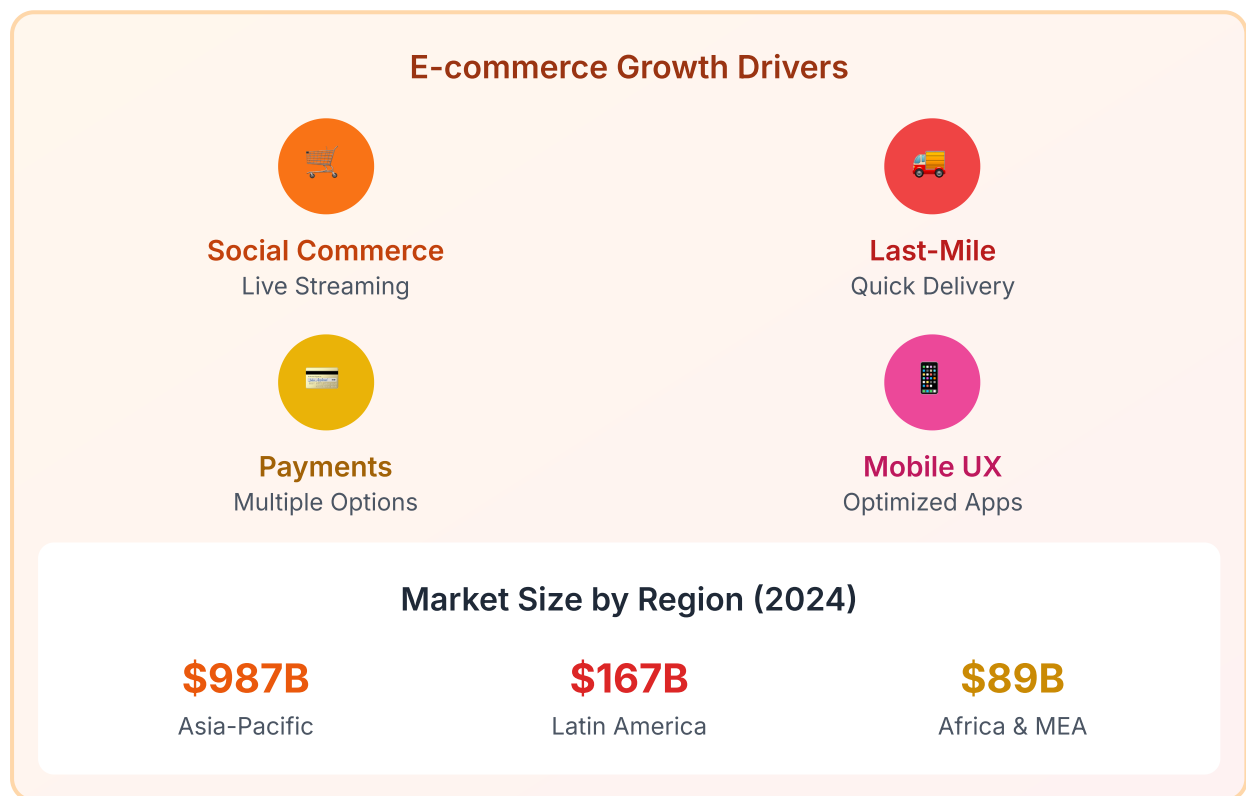 E-commerce Growth Drivers
Social Commerce
Live Streaming
Last-Mile
Quick Delivery
Payments
Multiple Options
Mobile UX
Optimized Apps
Market Size by Region (2024)
$987B
Asia-Pacific
$167B
Latin America
$89B
Africa & MEA